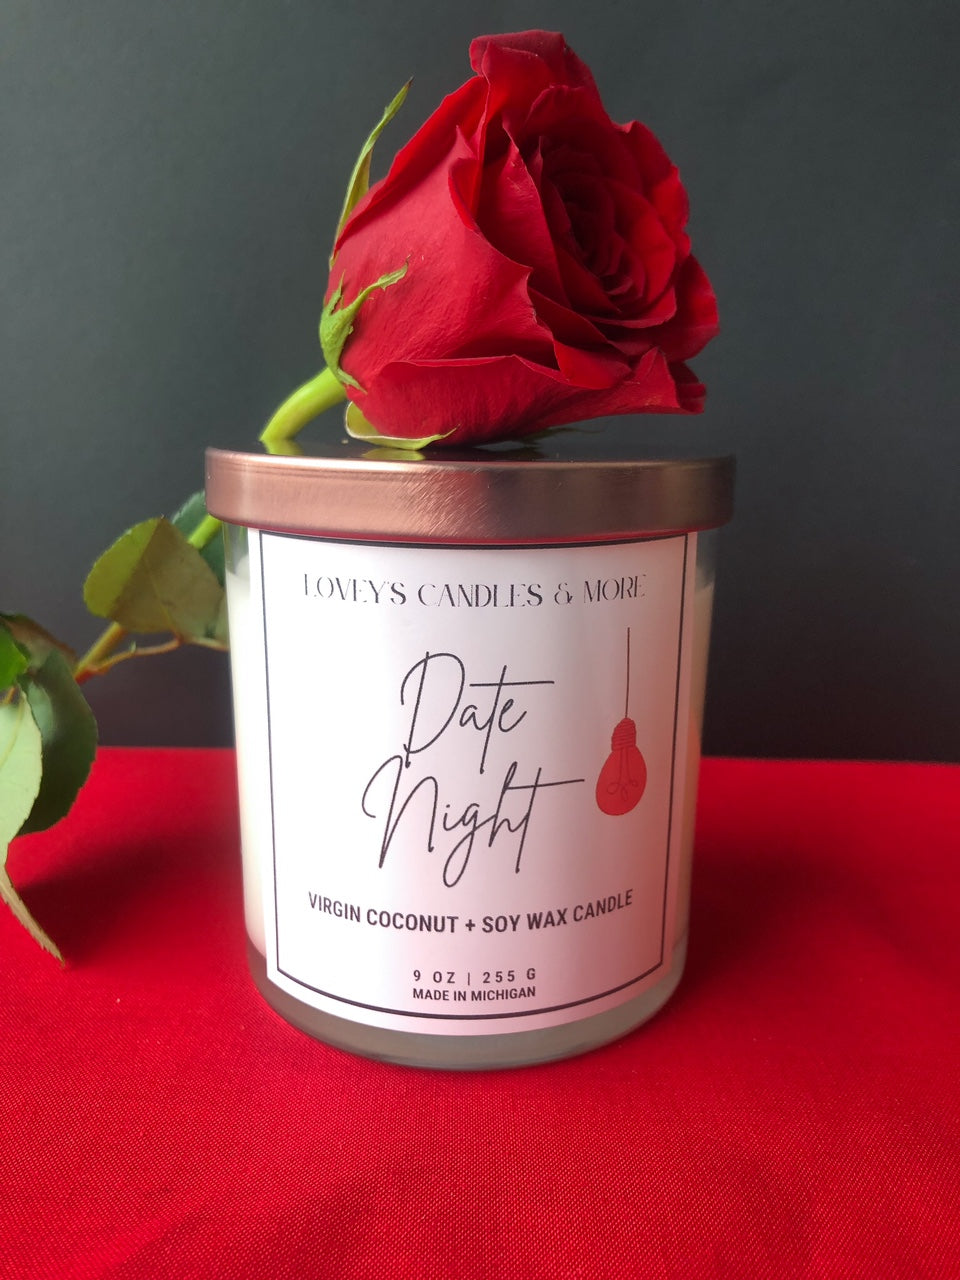 LOVEY'S CANDLES & MORE
Date
Night
VIRGIN COCONUT + SOY WAX CANDLE
9 OZ | 255 G
MADE IN MICHIGAN